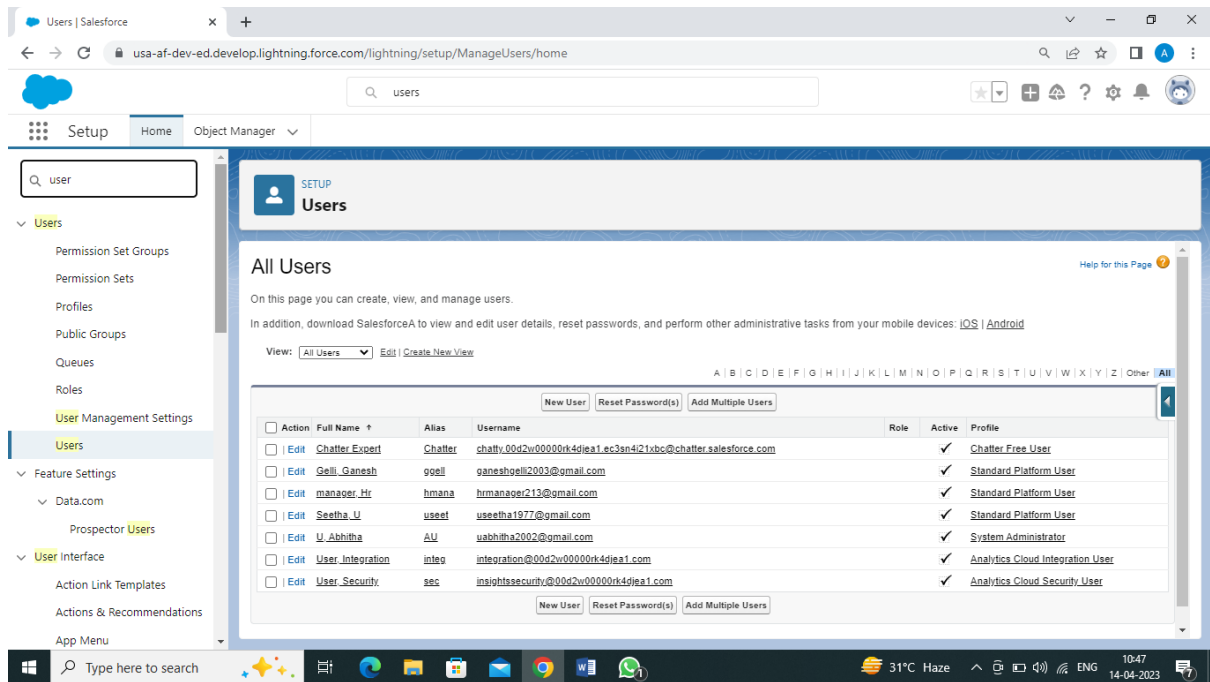 Users | Salesforce
usa-af-dev-ed.develop.lightning.force.com/lightning/setup/ManageUsers/home
A
users
Setup Home Object Manager
user
Users
Permission Set Groups
Permission Sets
Profiles
Public Groups
Queues
Roles
User Management Settings
Users
Feature Settings
Data.com
Prospector Users
User Interface
Action Link Templates
Actions & Recommendations
App Menu
SETUP
Users
All Users
Help for this Page ?
On this page you can create, view, and manage users.
In addition, download SalesforceA to view and edit user details, reset passwords, and perform other administrative tasks from your mobile devices: iOS | Android
View: All Users Edit | Create New View
A | B | C | D | E | F | G | H | I | J | K | L | M | N | O | P | Q | R | S | T | U | V | W | X | Y | Z | Other All
New User Reset Password(s) Add Multiple Users
Action Full Name ↑ Alias Username Role Active Profile
| Edit Chatter Expert Chatter chatty.00d2w00000rk4djea1.ec3sn4i21xbc@chatter.salesforce.com ✓ Chatter Free User
| Edit Gelli, Ganesh ggell ganeshgelli2003@gmail.com ✓ Standard Platform User
| Edit manager, Hr hmana hrmanager213@gmail.com ✓ Standard Platform User
| Edit Seetha, U useet useetha1977@gmail.com ✓ Standard Platform User
| Edit U, Abhitha AU uabhitha2002@gmail.com ✓ System Administrator
| Edit User, Integration integ integration@00d2w00000rk4djea1.com ✓ Analytics Cloud Integration User
| Edit User, Security sec insightssecurity@00d2w00000rk4djea1.com ✓ Analytics Cloud Security User
New User Reset Password(s) Add Multiple Users
Type here to search
31°C Haze
ENG
10:47
14-04-2023